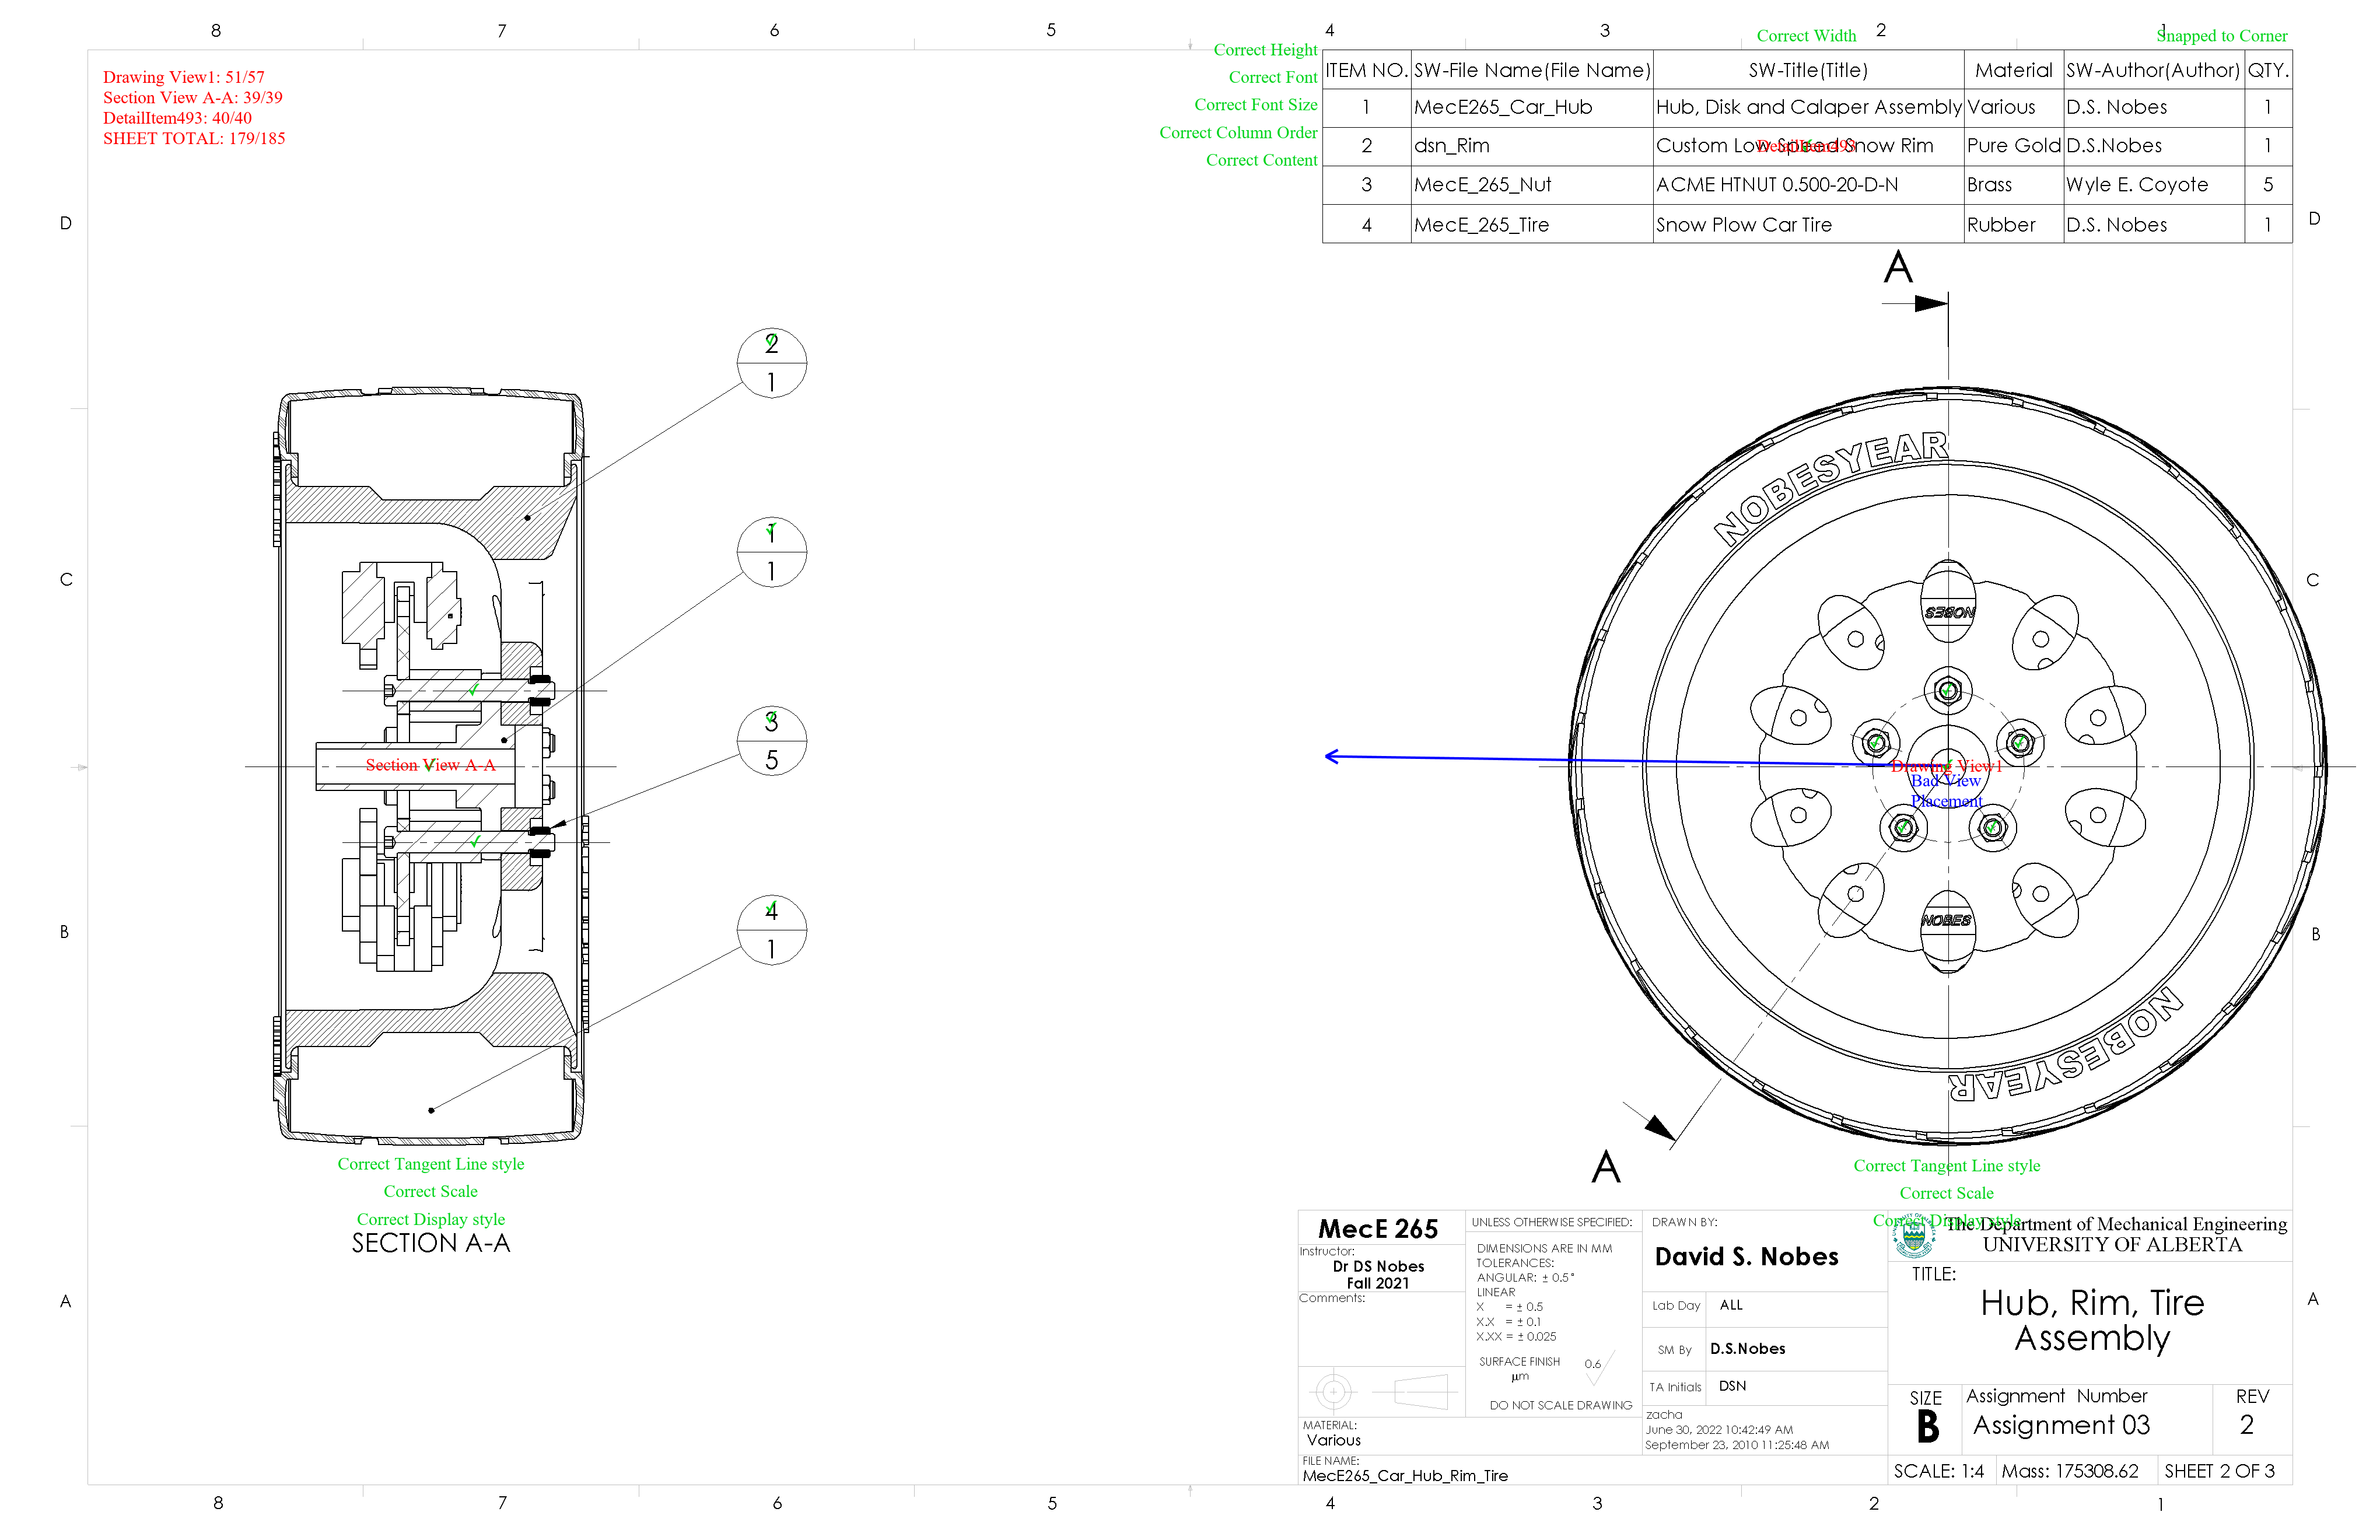 8 7 6 5 4 3 2 1
Correct Width
Snapped to Corner
Drawing View1: 51/57
Section View A-A: 39/39
DetailItem493: 40/40
SHEET TOTAL: 179/185
Correct Height
Correct Font
Correct Font Size
Correct Column Order
Correct Content
ITEM NO. SW-File Name(File Name) SW-Title(Title) Material SW-Author(Author) QTY.
1 MecE265_Car_Hub Hub, Disk and Calaper Assembly Various D.S. Nobes 1
2 dsn_Rim Custom Low Speed Snow Rim Pure Gold D.S.Nobes 1
DetailItem493
3 MecE_265_Nut ACME HTNUT 0.500-20-D-N Brass Wyle E. Coyote 5
4 MecE_265_Tire Snow Plow Car Tire Rubber D.S. Nobes 1
D D
A
2
1
NOBESYEAR
1
1
C C
NOBES
3
5
Section View A-A
Drawing View1
Bad View
Placement
4
1
B B
NOBES
NOBESYEAR
A
Correct Tangent Line style
Correct Scale
Correct Display style
SECTION A-A
Correct Tangent Line style
Correct Scale
Correct Display style
A A
MecE 265
Instructor:
Dr DS Nobes
Fall 2021
Comments:
UNLESS OTHERWISE SPECIFIED:
DIMENSIONS ARE IN MM
TOLERANCES:
ANGULAR: ± 0.5°
LINEAR
X = ± 0.5
X.X = ± 0.1
X.XX = ± 0.025
SURFACE FINISH 0.6
μm
DO NOT SCALE DRAWING
MATERIAL:
Various
FILE NAME:
MecE265_Car_Hub_Rim_Tire
DRAWN BY:
David S. Nobes
Lab Day ALL
SM By D.S.Nobes
TA Initials DSN
zacha
June 30, 2022 10:42:49 AM
September 23, 2010 11:25:48 AM
The Department of Mechanical Engineering
UNIVERSITY OF ALBERTA
TITLE:
Hub, Rim, Tire
Assembly
SIZE
B
Assignment Number
Assignment 03
REV
2
SCALE: 1:4 Mass: 175308.62 SHEET 2 OF 3
8 7 6 5 4 3 2 1